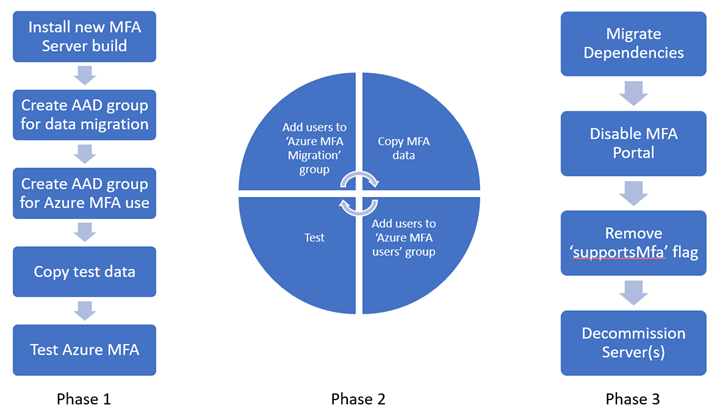 Install new MFA
Server build
Create AAD group
for data migration
Create AAD group
for Azure MFA use
Copy test data
Test Azure MFA
Phase 1
Add users to
‘Azure MFA
Migration’
group
Copy MFA
data
Test
Add users to
‘Azure MFA
users’ group
Phase 2
Migrate
Dependencies
Disable MFA
Portal
Remove
‘supportsMfa’ flag
Decommission
Server(s)
Phase 3